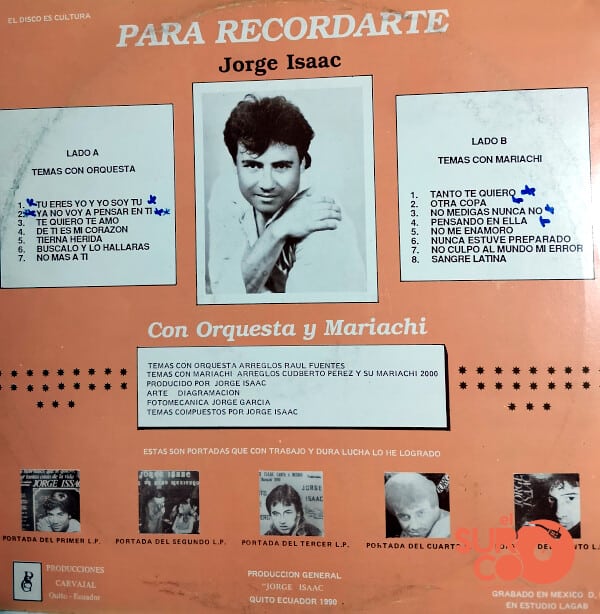 EL DISCO ES CULTURA
PARA RECORDARTE
Jorge Isaac
LADO A
TEMAS CON ORQUESTA
1. TU ERES YO Y YO SOY TU
2. YA NO VOY A PENSAR EN TI
3. TE QUIERO TE AMO
4. DE TI ES MI CORAZON
5. TIERNA HERIDA
6. BUSCALO Y LO HALLARAS
7. NO MAS A TI
LADO B
TEMAS CON MARIACHI
1. TANTO TE QUIERO
2. OTRA COPA
3. NO MEDIGAS NUNCA NO
4. PENSANDO EN ELLA
5. NO ME ENAMORO
6. NUNCA ESTUVE PREPARADO
7. NO CULPO AL MUNDO MI ERROR
8. SANGRE LATINA
Con Orquesta y Mariachi
TEMAS CON ORQUESTA ARREGLOS RAUL FUENTES
TEMAS CON MARIACHI ARREGLOS CUDBERTO PEREZ Y SU MARIACHI 2000
PRODUCIDO POR JORGE ISAAC
ARTE DIAGRAMACION
FOTOMECANICA JORGE GARCIA
TEMAS COMPUESTOS POR JORGE ISAAC
ESTAS SON PORTADAS QUE CON TRABAJO Y DURA LUCHA LO HE LOGRADO
JORGE ISAAC
jorge isaac
JORGE
ISAAC
PORTADA DEL PRIMER L.P.
PORTADA DEL SEGUNDO L.P.
PORTADA DEL TERCER L.P.
PORTADA DEL CUARTO
el
SURCO
PRODUCCIONES
CARVAJAL
Quito - Ecuador
PRODUCCION GENERAL
"JORGE ISAAC
QUITO ECUADOR 1990
GRABADO EN MEXICO D.
EN ESTUDIO LAGAB